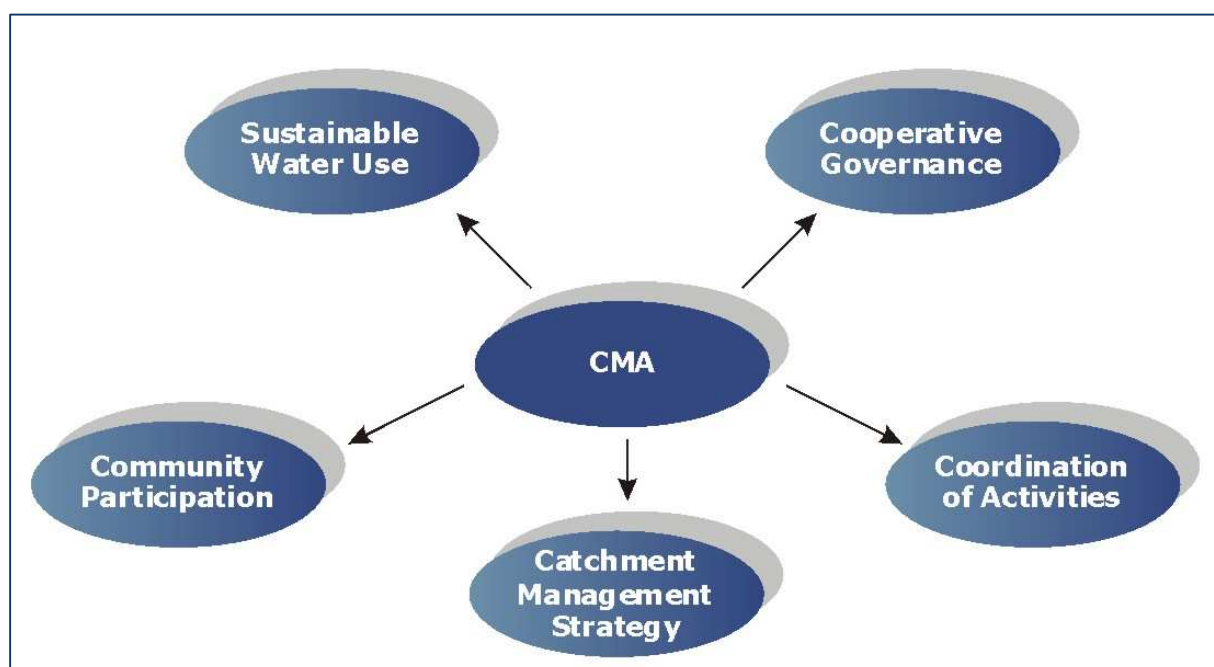 Sustainable
Water Use
Cooperative
Governance
CMA
Community
Participation
Coordination
of Activities
Catchment
Management
Strategy